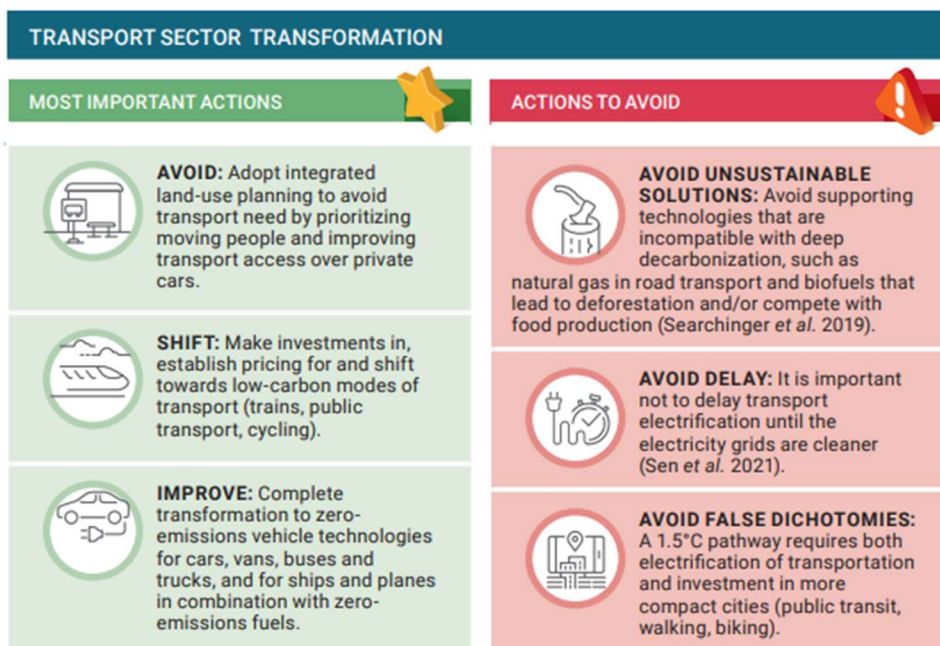 TRANSPORT SECTOR TRANSFORMATION
MOST IMPORTANT ACTIONS
AVOID: Adopt integrated
land-use planning to avoid
transport need by prioritizing
moving people and improving
transport access over private
cars.
SHIFT: Make investments in,
establish pricing for and shift
towards low-carbon modes of
transport (trains, public
transport, cycling).
IMPROVE: Complete
transformation to zero-
emissions vehicle technologies
for cars, vans, buses and
trucks, and for ships and planes
in combination with zero-
emissions fuels.
ACTIONS TO AVOID
AVOID UNSUSTAINABLE
SOLUTIONS: Avoid supporting
technologies that are
incompatible with deep
decarbonization, such as
natural gas in road transport and biofuels that
lead to deforestation and/or compete with
food production (Searchinger et al. 2019).
AVOID DELAY: It is important
not to delay transport
electrification until the
electricity grids are cleaner
(Sen et al. 2021).
AVOID FALSE DICHOTOMIES:
A 1.5°C pathway requires both
electrification of transportation
and investment in more
compact cities (public transit,
walking, biking).